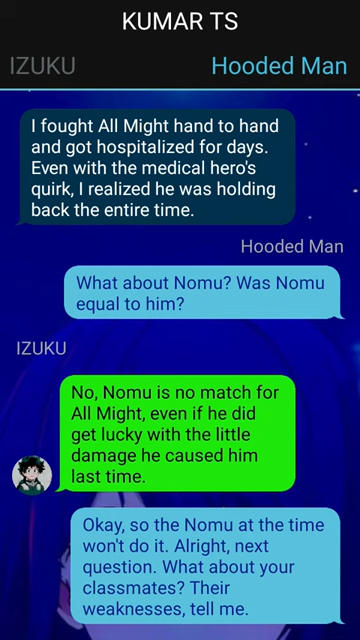 KUMAR TS
IZUKU Hooded Man
I fought All Might hand to hand
and got hospitalized for days.
Even with the medical hero's
quirk, I realized he was holding
back the entire time.
Hooded Man
What about Nomu? Was Nomu
equal to him?
IZUKU
No, Nomu is no match for
All Might, even if he did
get lucky with the little
damage he caused him
last time.
Okay, so the Nomu at the time
won't do it. Alright, next
question. What about your
classmates? Their
weaknesses, tell me.